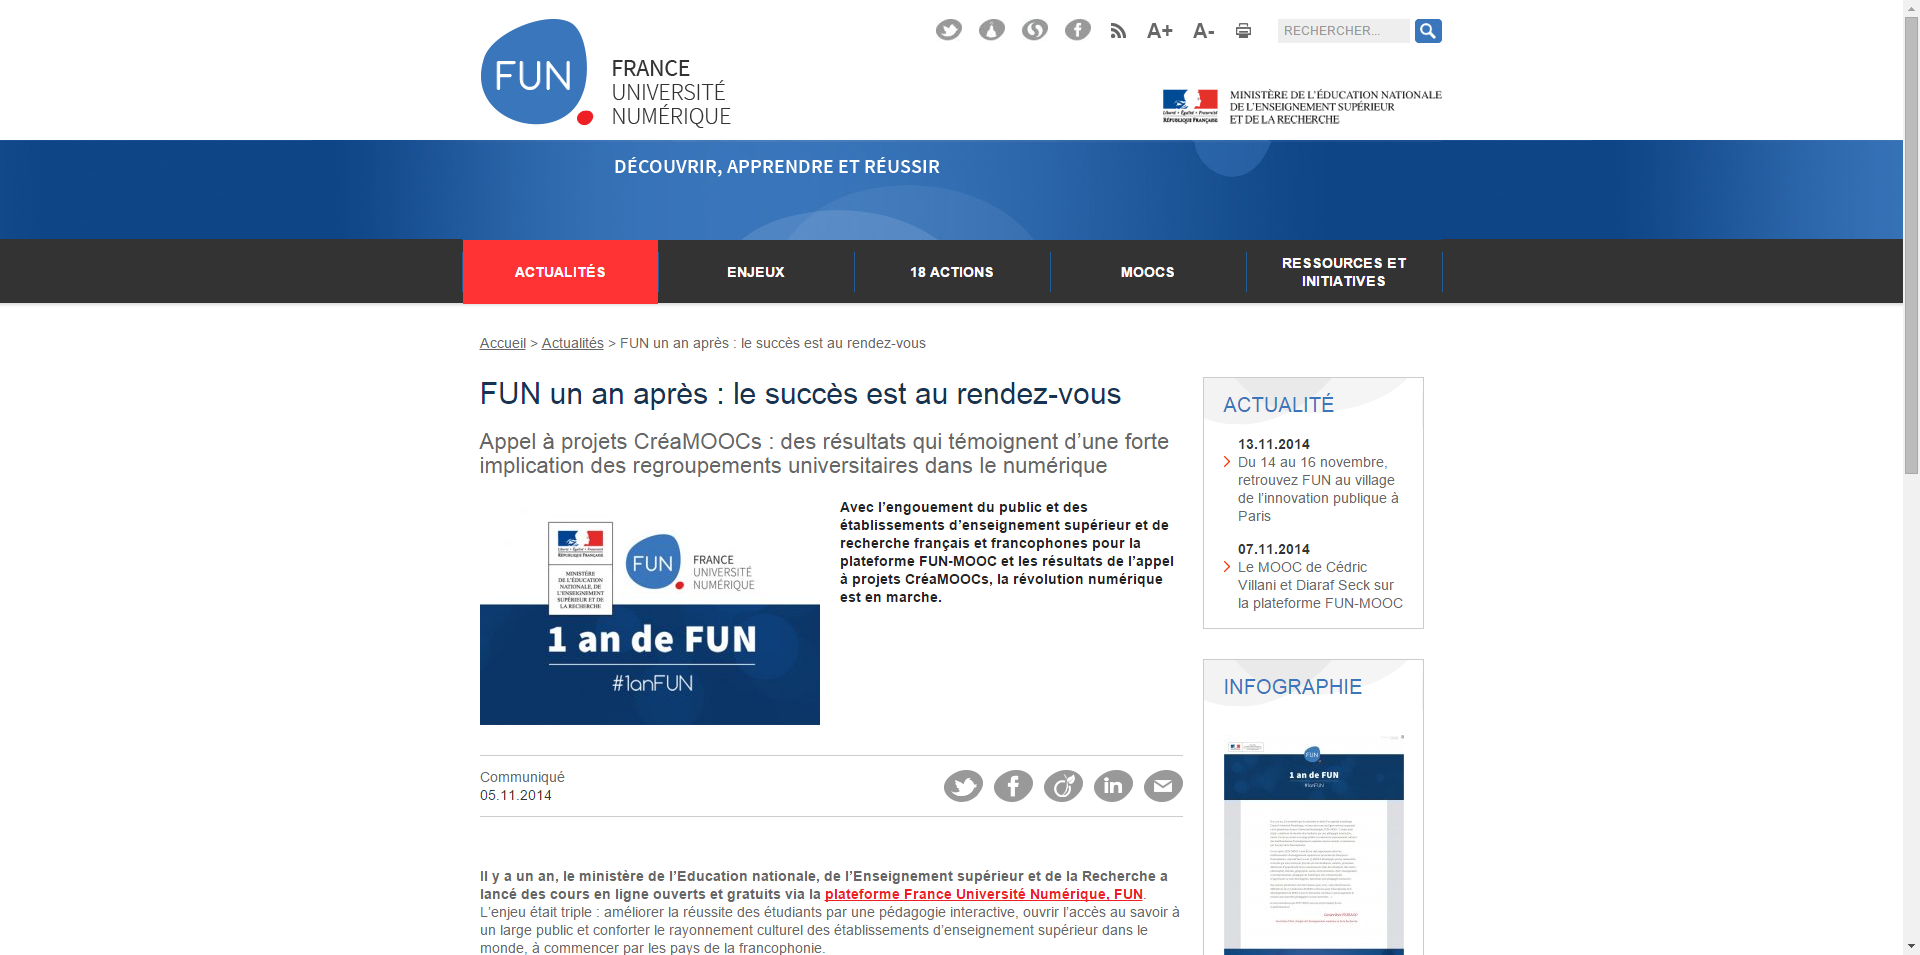 FUN
FRANCE
UNIVERSITÉ
NUMÉRIQUE
A+ A-
RECHERCHER...
Liberté • Égalité • Fraternité
RÉPUBLIQUE FRANÇAISE
MINISTÈRE DE L'ÉDUCATION NATIONALE
DE L'ENSEIGNEMENT SUPÉRIEUR
ET DE LA RECHERCHE
DÉCOUVRIR, APPRENDRE ET RÉUSSIR
ACTUALITÉS
ENJEUX
18 ACTIONS
MOOCS
RESSOURCES ET
INITIATIVES
Accueil > Actualités > FUN un an après : le succès est au rendez-vous
FUN un an après : le succès est au rendez-vous
Appel à projets CréaMOOCs : des résultats qui témoignent d’une forte
implication des regroupements universitaires dans le numérique
Liberté • Égalité • Fraternité
RÉPUBLIQUE FRANÇAISE
MINISTÈRE
DE L'ÉDUCATION
NATIONALE, DE
L'ENSEIGNEMENT
SUPÉRIEUR ET DE
LA RECHERCHE
FUN
FRANCE
UNIVERSITÉ
NUMÉRIQUE
1 an de FUN
#1anFUN
Avec l’engouement du public et des
établissements d’enseignement supérieur et de
recherche français et francophones pour la
plateforme FUN-MOOC et les résultats de l’appel
à projets CréaMOOCs, la révolution numérique
est en marche.
Communiqué
05.11.2014
Il y a un an, le ministère de l’Education nationale, de l’Enseignement supérieur et de la Recherche a
lancé des cours en ligne ouverts et gratuits via la plateforme France Université Numérique, FUN.
L’enjeu était triple : améliorer la réussite des étudiants par une pédagogie interactive, ouvrir l’accès au savoir à
un large public et conforter le rayonnement culturel des établissements d’enseignement supérieur dans le
monde, à commencer par les pays de la francophonie.
ACTUALITÉ
13.11.2014
Du 14 au 16 novembre,
retrouvez FUN au village
de l’innovation publique à
Paris
07.11.2014
Le MOOC de Cédric
Villani et Diaraf Seck sur
la plateforme FUN-MOOC
INFOGRAPHIE
FUN
1 an de FUN
#1anFUN